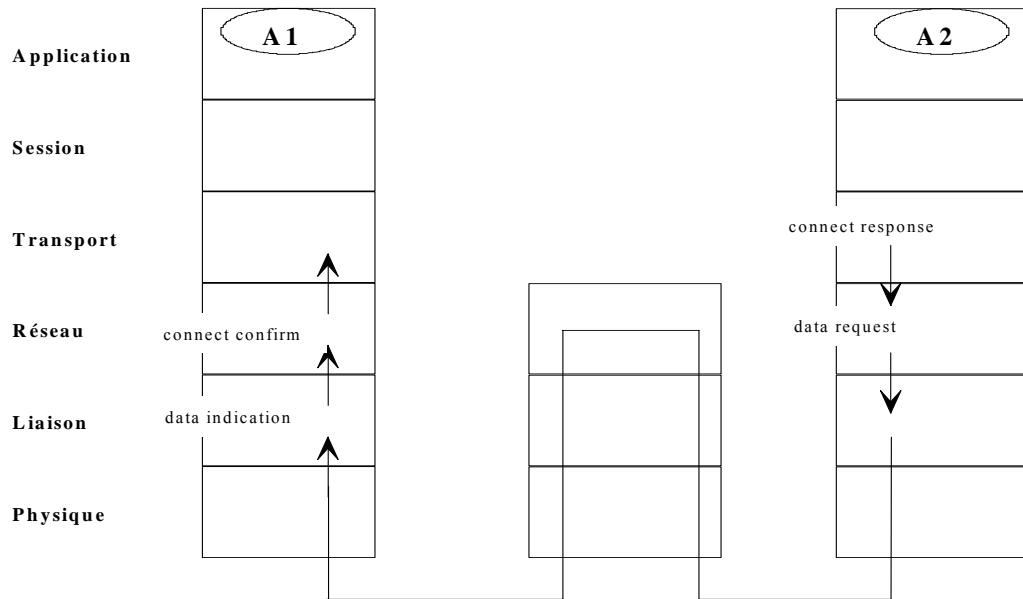 A1
A2
Application
Session
Transport
connect response
Réseau
connect confirm
data request
Liaison
data indication
Physique